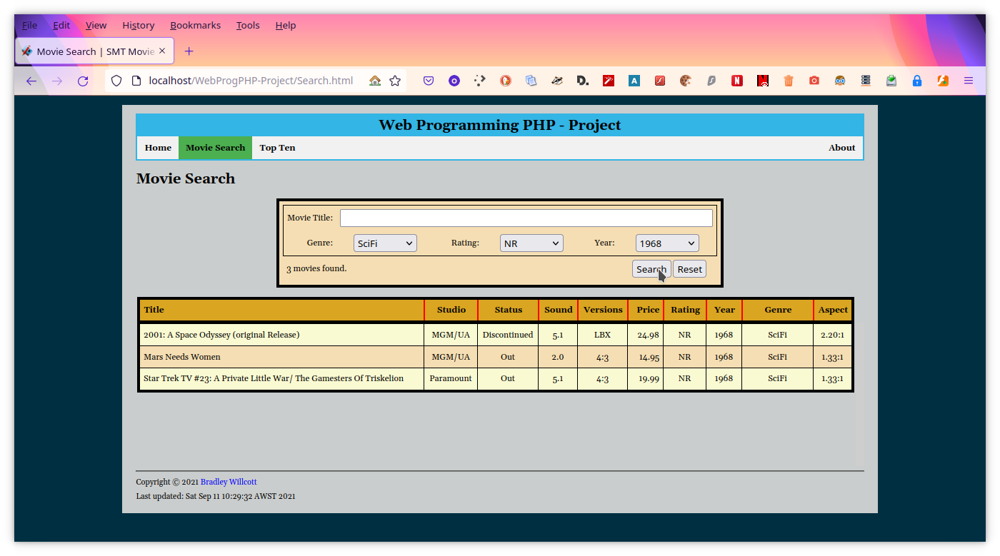 File Edit View History Bookmarks Tools Help
Movie Search | SMT Movie
localhost/WebProgPHP-Project/Search.html
Web Programming PHP - Project
Home Movie Search Top Ten About
Movie Search
Movie Title:
Genre: SciFi Rating: NR Year: 1968
3 movies found. Search Reset
Title Studio Status Sound Versions Price Rating Year Genre Aspect
2001: A Space Odyssey (original Release) MGM/UA Discontinued 5.1 LBX 24.98 NR 1968 SciFi 2.20:1
Mars Needs Women MGM/UA Out 2.0 4:3 14.95 NR 1968 SciFi 1.33:1
Star Trek TV #23: A Private Little War/ The Gamesters Of Triskelion Paramount Out 5.1 4:3 19.99 NR 1968 SciFi 1.33:1
Copyright © 2021 Bradley Willcott
Last updated: Sat Sep 11 10:29:32 AWST 2021